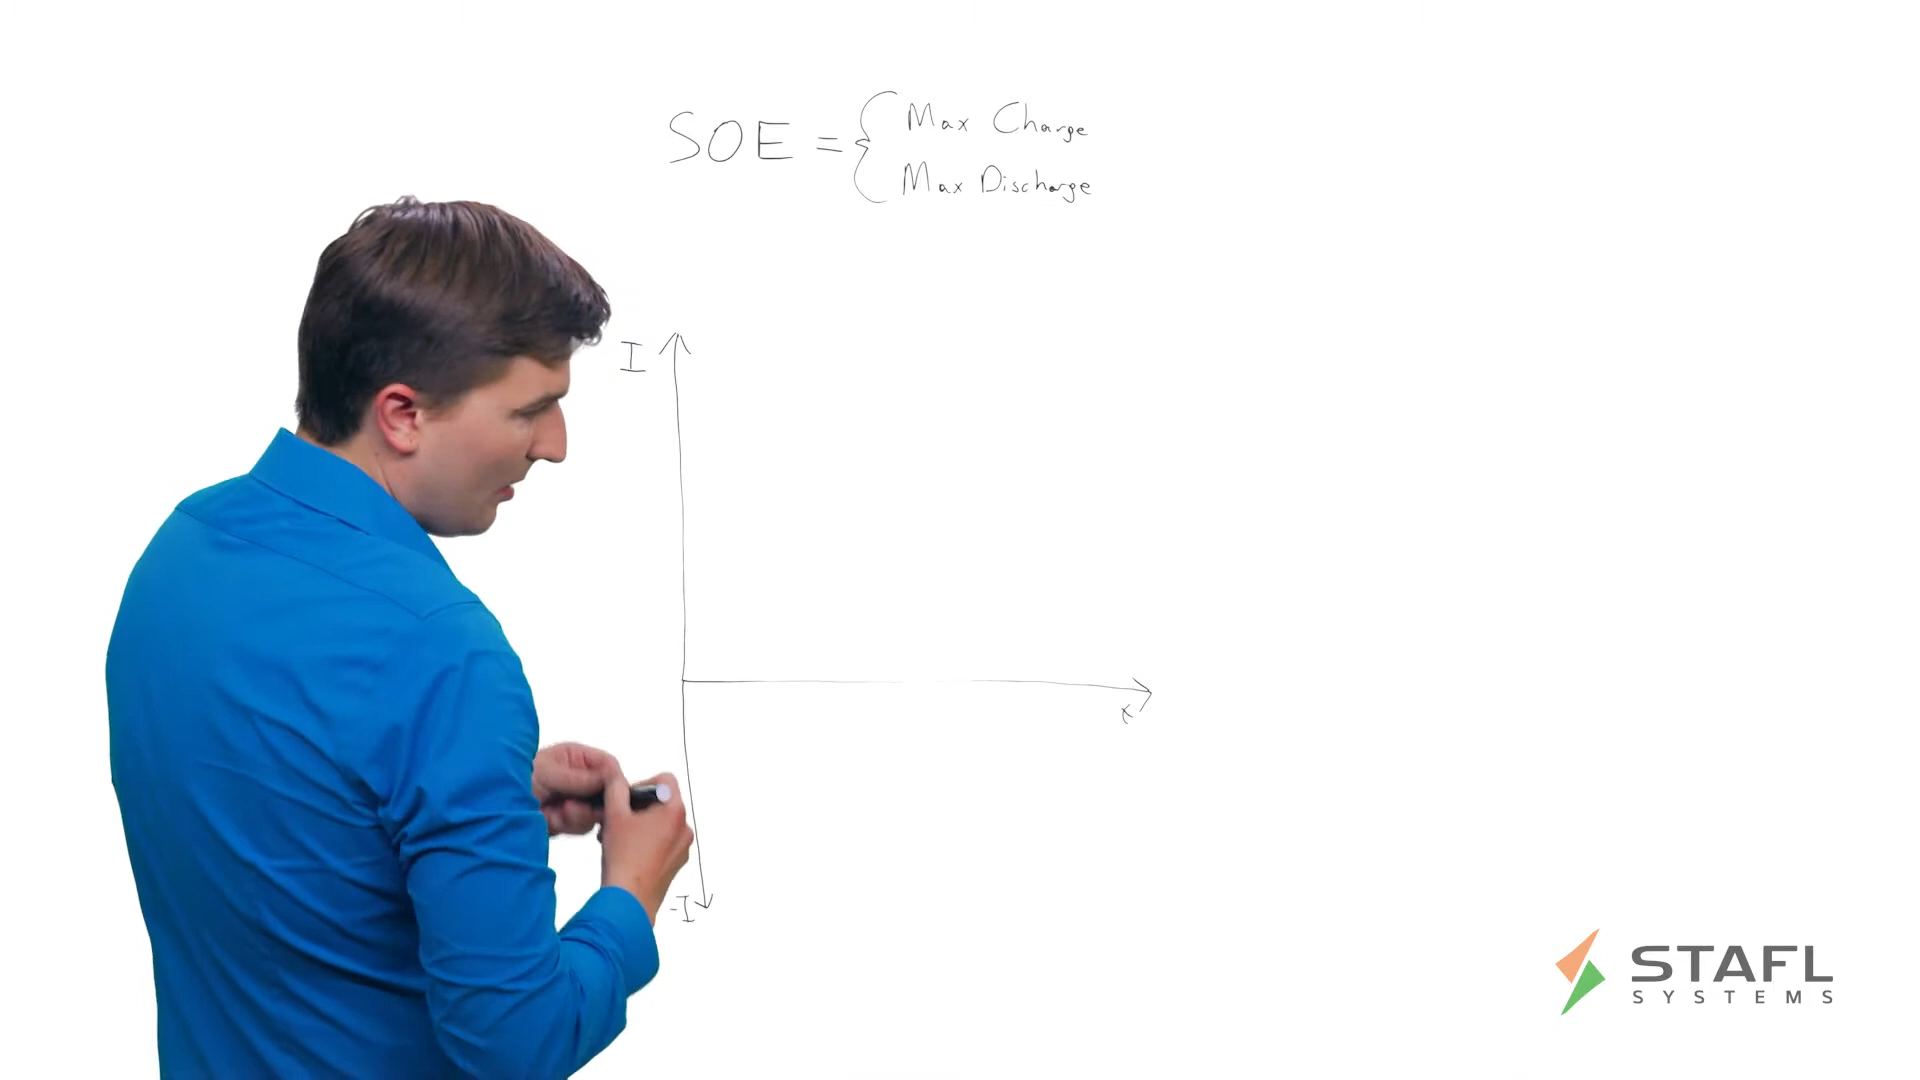 SOE = { Max Charge
Max Discharge
I
x
-I
STAFL
SYSTEMS